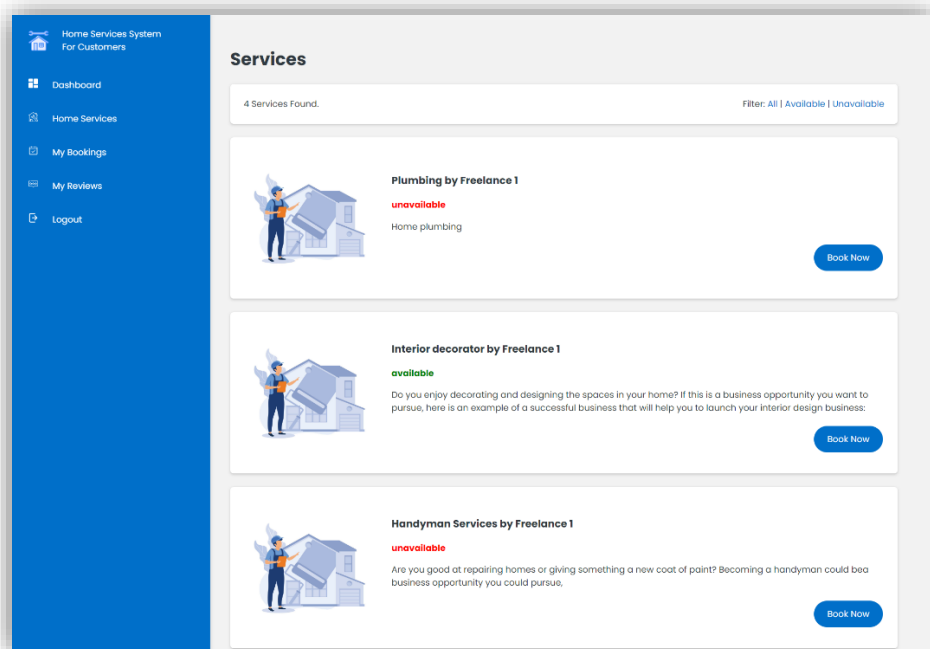 Home Services System
For Customers
Dashboard
Home Services
My Bookings
My Reviews
Logout
Services
4 Services Found.
Filter: All | Available | Unavailable
Plumbing by Freelance 1
unavailable
Home plumbing
Book Now
Interior decorator by Freelance 1
available
Do you enjoy decorating and designing the spaces in your home? If this is a business opportunity you want to
pursue, here is an example of a successful business that will help you to launch your interior design business:
Book Now
Handyman Services by Freelance 1
unavailable
Are you good at repairing homes or giving something a new coat of paint? Becoming a handyman could bea
business opportunity you could pursue,
Book Now